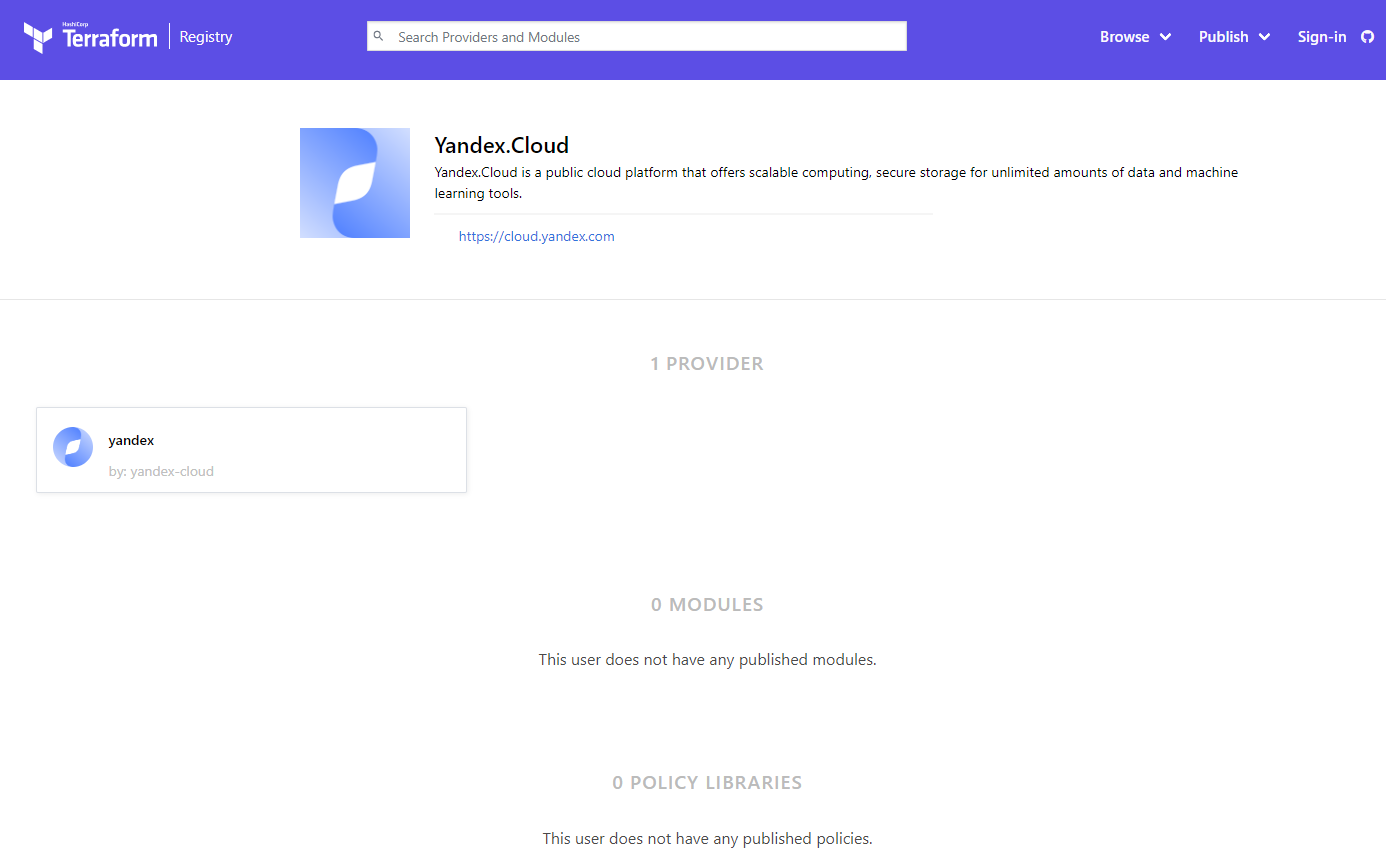 HashiCorp
Terraform
Registry
Search Providers and Modules
Browse
Publish
Sign-in
Yandex.Cloud
Yandex.Cloud is a public cloud platform that offers scalable computing, secure storage for unlimited amounts of data and machine
learning tools.
https://cloud.yandex.com
1 PROVIDER
yandex
by: yandex-cloud
0 MODULES
This user does not have any published modules.
0 POLICY LIBRARIES
This user does not have any published policies.